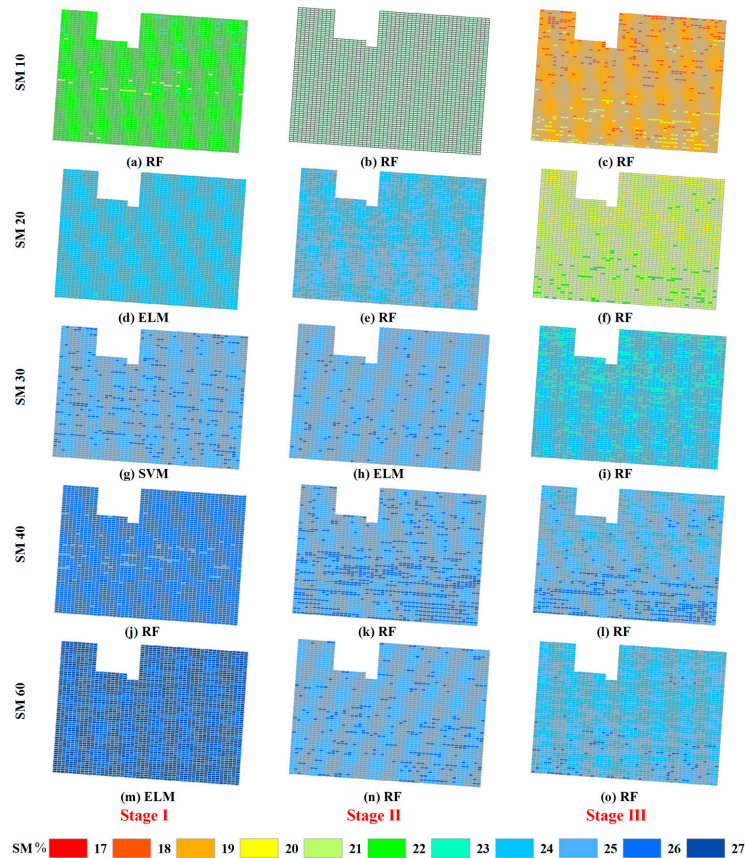 SM 10
(a) RF
(b) RF
(c) RF
SM 20
(d) ELM
(e) RF
(f) RF
SM 30
(g) SVM
(h) ELM
(i) RF
SM 40
(j) RF
(k) RF
(l) RF
SM 60
(m) ELM
(n) RF
(o) RF
Stage I
Stage II
Stage III
SM% 17 18 19 20 21 22 23 24 25 26 27